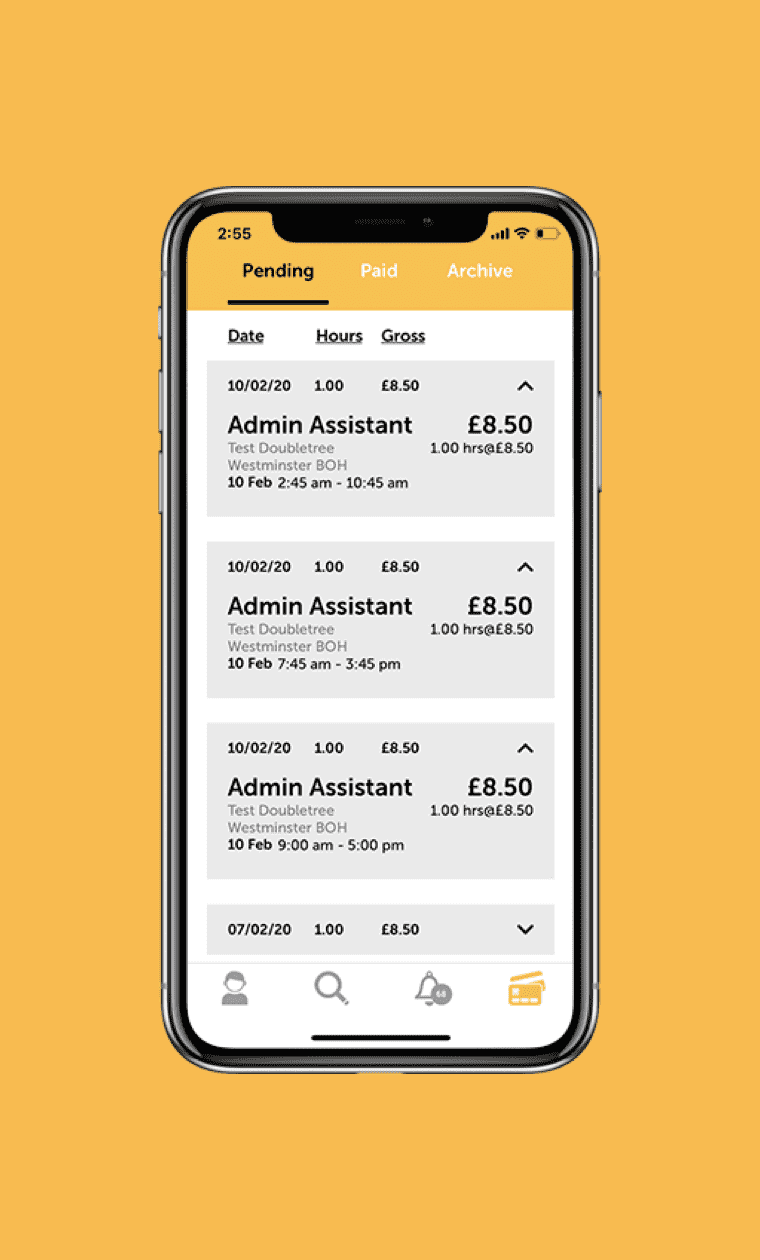 2:55
Pending Paid Archive
Date Hours Gross
10/02/20 1.00 £8.50
Admin Assistant £8.50
Test Doubletree 1.00 hrs@£8.50
Westminster BOH
10 Feb 2:45 am - 10:45 am
10/02/20 1.00 £8.50
Admin Assistant £8.50
Test Doubletree 1.00 hrs@£8.50
Westminster BOH
10 Feb 7:45 am - 3:45 pm
10/02/20 1.00 £8.50
Admin Assistant £8.50
Test Doubletree 1.00 hrs@£8.50
Westminster BOH
10 Feb 9:00 am - 5:00 pm
07/02/20 1.00 £8.50